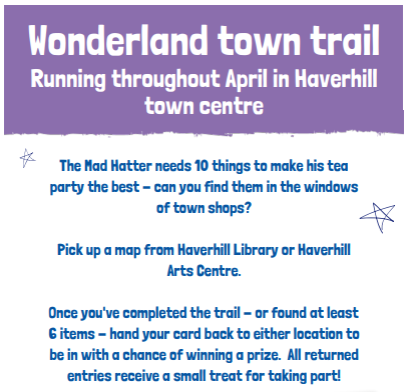 Wonderland town trail
Running throughout April in Haverhill
town centre
The Mad Hatter needs 10 things to make his tea
party the best – can you find them in the windows
of town shops?
Pick up a map from Haverhill Library or Haverhill
Arts Centre.
Once you've completed the trail – or found at least
6 items – hand your card back to either location to
be in with a chance of winning a prize.  All returned
entries receive a small treat for taking part!